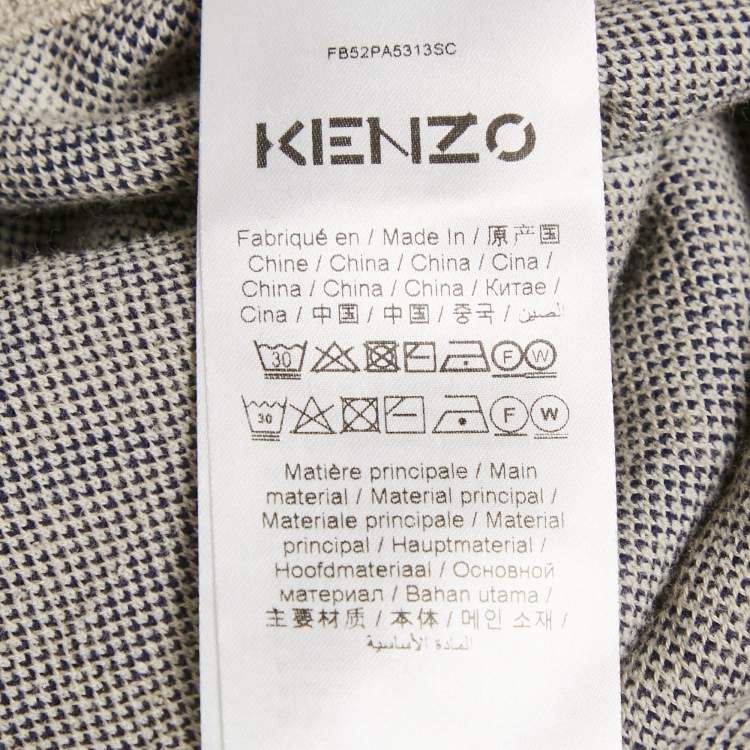 FB52PA5313SC
KENZO
Fabriqué en / Made In / 原产国
Chine / China / China / Cina /
China / China / China / Китае /
Cina / 中国 / 中国 / 중국 / الصين
30 F W
30 F W
Matière principale / Main
material / Material principal /
Materiale principale / Material
principal / Hauptmaterial /
Hoofdmateriaal / Основной
материал / Bahan utama /
主要材质 / 本体 / 메인 소재 /
المادة الأساسية